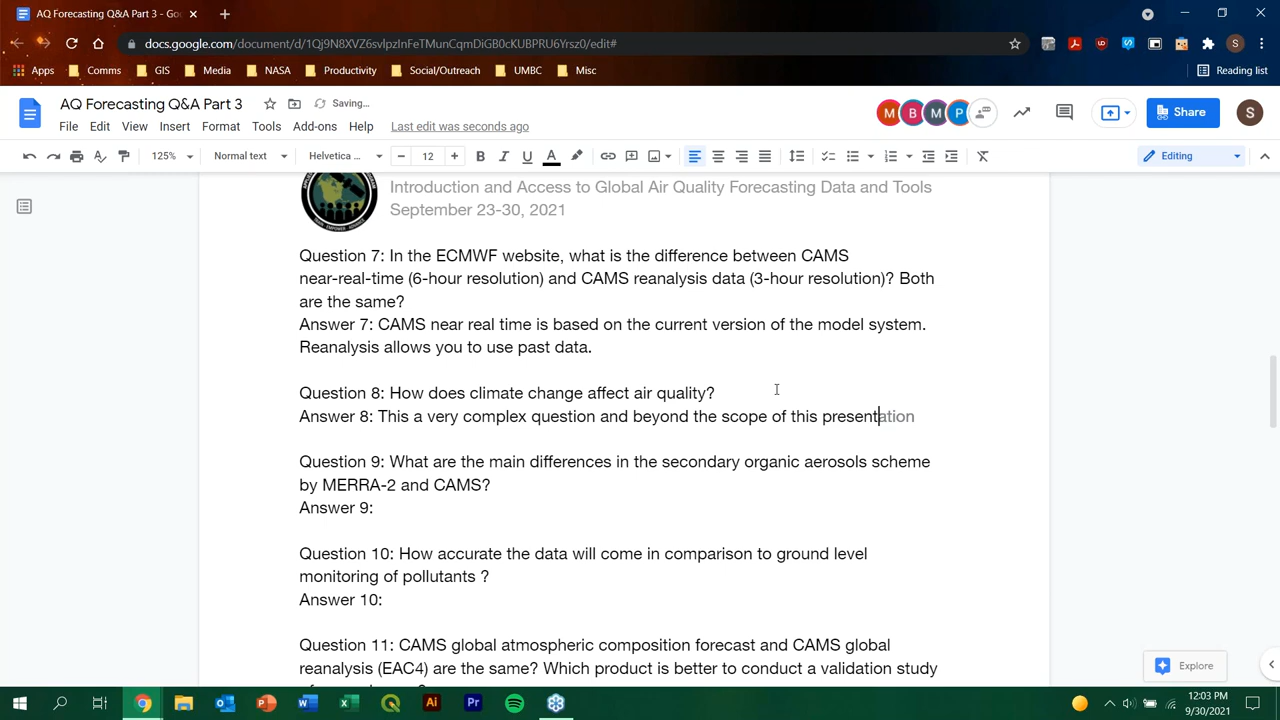 AQ Forecasting Q&A Part 3 - Go
docs.google.com/document/d/1Qj9N8XVZ6svlpzInFeTMunCqmDiGB0cKUBPRU6Yrsz0/edit#
S
Apps Comms GIS Media NASA Productivity Social/Outreach UMBC Misc Reading list
AQ Forecasting Q&A Part 3 Saving...
M B M P Share S
File Edit View Insert Format Tools Add-ons Help Last edit was seconds ago
125% Normal text Helvetica ... 12 B I U A Editing
Introduction and Access to Global Air Quality Forecasting Data and Tools
September 23-30, 2021
Question 7: In the ECMWF website, what is the difference between CAMS
near-real-time (6-hour resolution) and CAMS reanalysis data (3-hour resolution)? Both
are the same?
Answer 7: CAMS near real time is based on the current version of the model system.
Reanalysis allows you to use past data.
Question 8: How does climate change affect air quality?
Answer 8: This a very complex question and beyond the scope of this presentation
Question 9: What are the main differences in the secondary organic aerosols scheme
by MERRA-2 and CAMS?
Answer 9:
Question 10: How accurate the data will come in comparison to ground level
monitoring of pollutants ?
Answer 10:
Question 11: CAMS global atmospheric composition forecast and CAMS global
reanalysis (EAC4) are the same? Which product is better to conduct a validation study
Explore
12:03 PM
9/30/2021